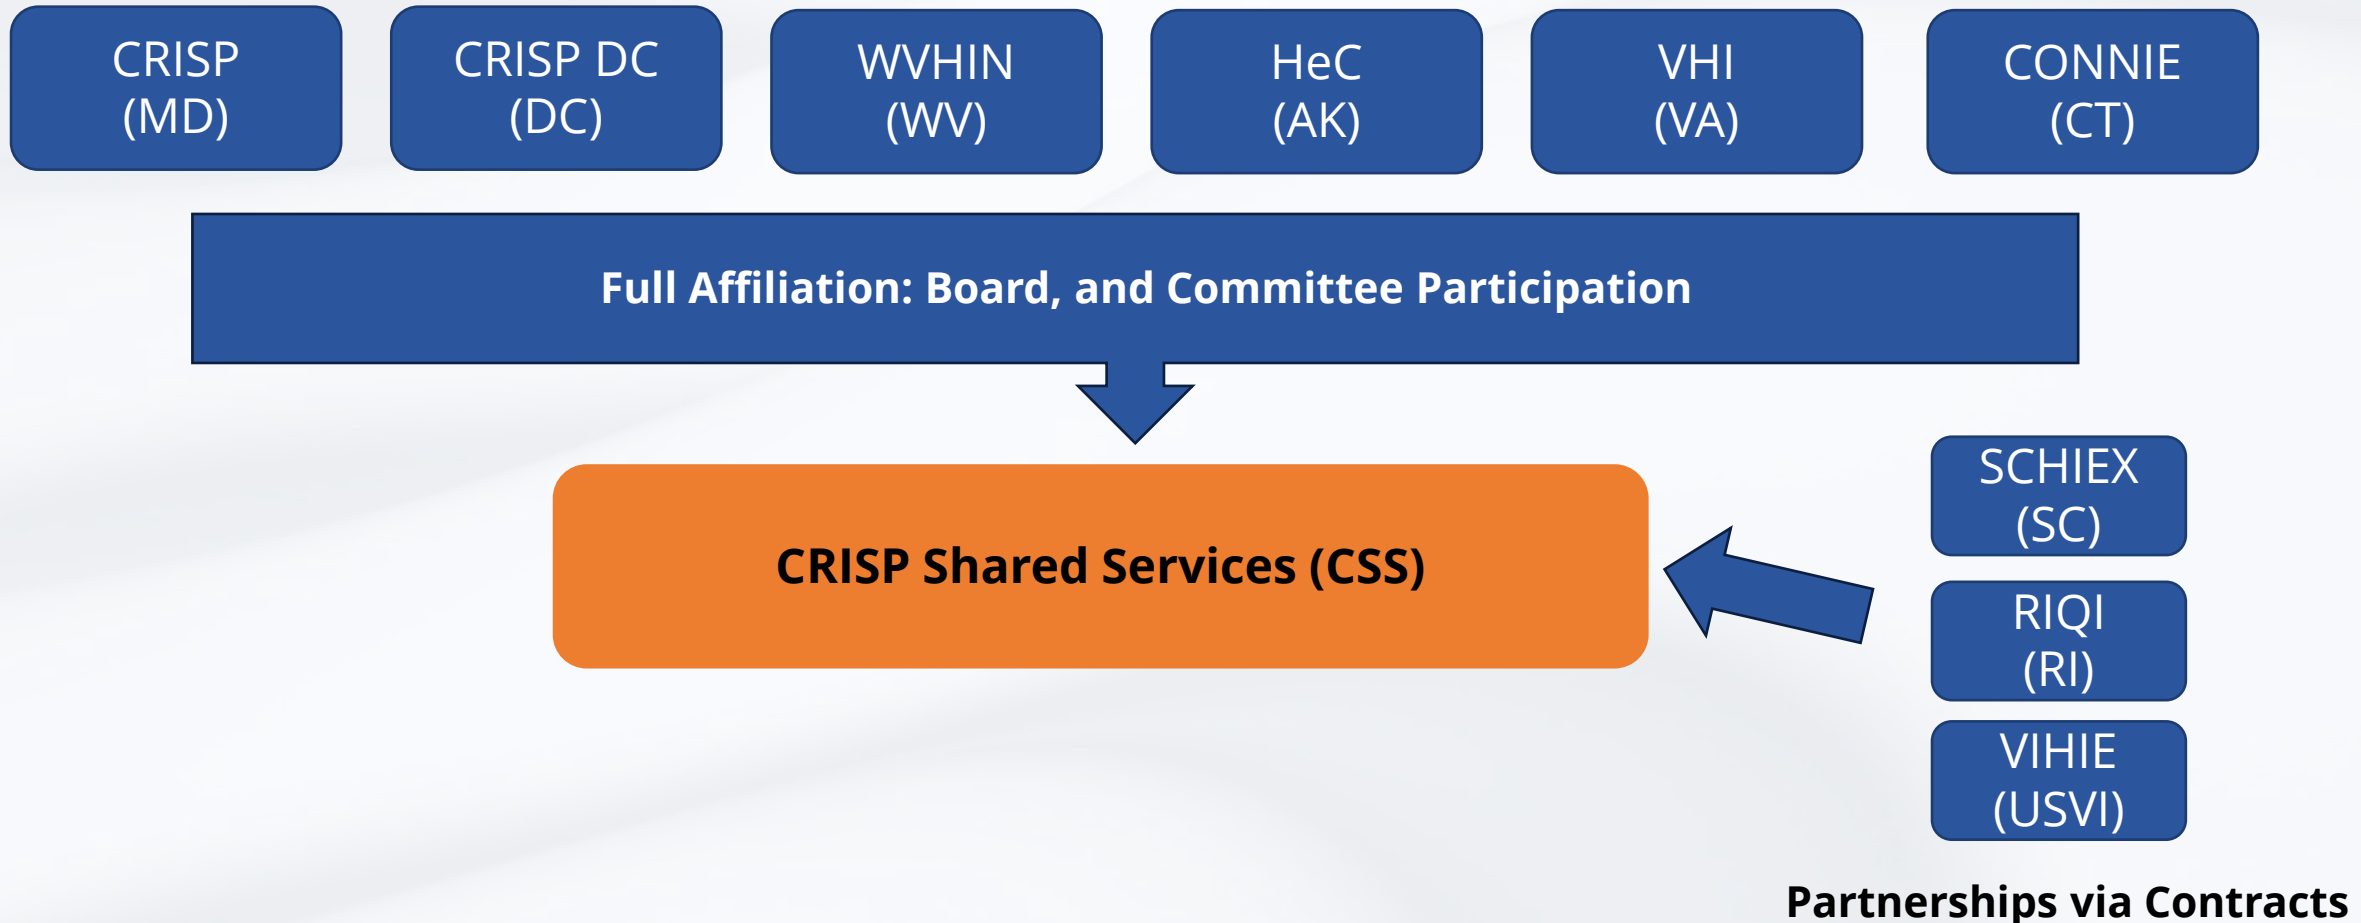 CRISP
(MD)
CRISP DC
(DC)
WVHIN
(WV)
HeC
(AK)
VHI
(VA)
CONNIE
(CT)
Full Affiliation: Board, and Committee Participation
CRISP Shared Services (CSS)
SCHIEX
(SC)
RIQI
(RI)
VIHIE
(USVI)
Partnerships via Contracts